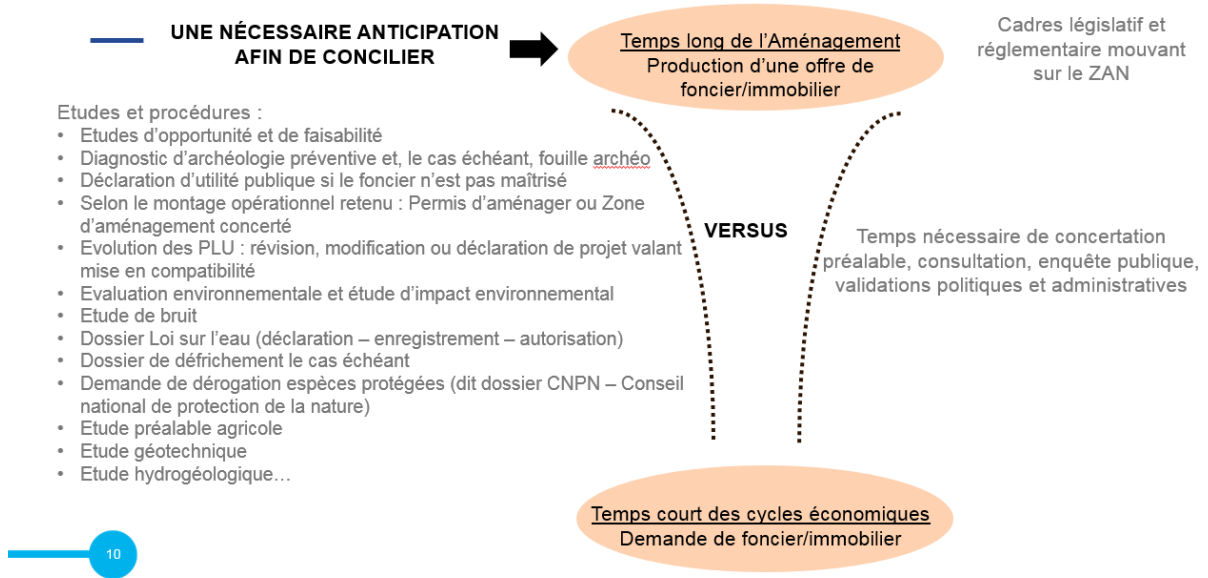 UNE NÉCESSAIRE ANTICIPATION
AFIN DE CONCILIER
Temps long de l’Aménagement
Production d’une offre de
foncier/immobilier
Cadres législatif et
réglementaire mouvant
sur le ZAN
Etudes et procédures :
• Etudes d’opportunité et de faisabilité
• Diagnostic d’archéologie préventive et, le cas échéant, fouille archéo
• Déclaration d’utilité publique si le foncier n’est pas maîtrisé
• Selon le montage opérationnel retenu : Permis d’aménager ou Zone
d’aménagement concerté
• Evolution des PLU : révision, modification ou déclaration de projet valant
mise en compatibilité
• Evaluation environnementale et étude d’impact environnemental
• Etude de bruit
• Dossier Loi sur l’eau (déclaration – enregistrement – autorisation)
• Dossier de défrichement le cas échéant
• Demande de dérogation espèces protégées (dit dossier CNPN – Conseil
national de protection de la nature)
• Etude préalable agricole
• Etude géotechnique
• Etude hydrogéologique…
VERSUS
Temps nécessaire de concertation
préalable, consultation, enquête publique,
validations politiques et administratives
Temps court des cycles économiques
Demande de foncier/immobilier
10